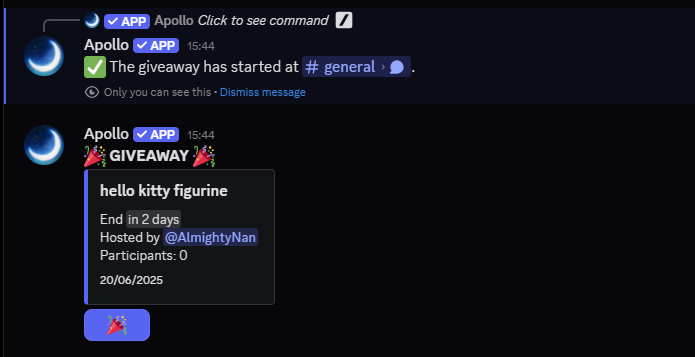 APP Apollo Click to see command
Apollo APP 15:44
The giveaway has started at # general › .
Only you can see this • Dismiss message
Apollo APP 15:44
GIVEAWAY
hello kitty figurine
End in 2 days
Hosted by @AlmightyNan
Participants: 0
20/06/2025